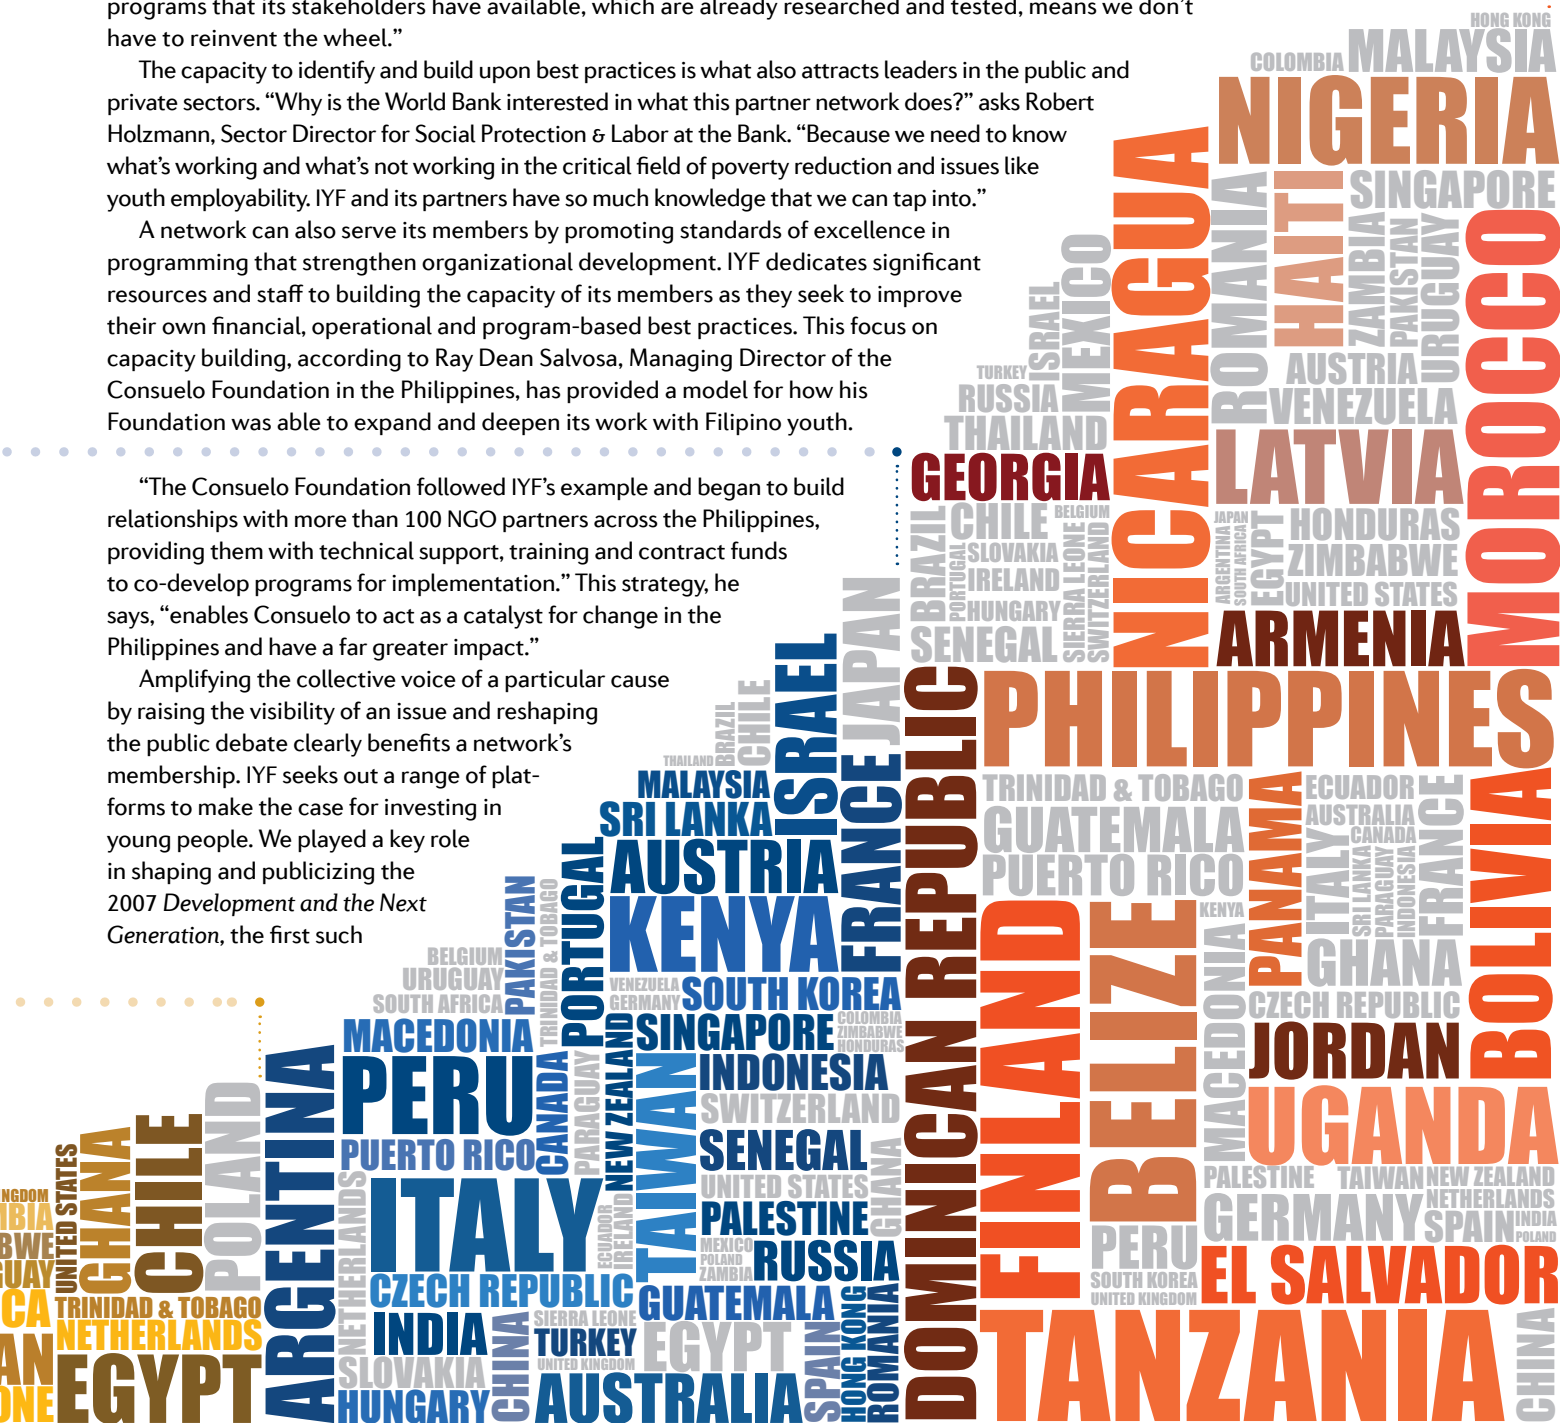 programs that its stakeholders have available, which are already researched and tested, means we don't
have to reinvent the wheel.”
The capacity to identify and build upon best practices is what also attracts leaders in the public and
private sectors. “Why is the World Bank interested in what this partner network does?” asks Robert
Holzmann, Sector Director for Social Protection & Labor at the Bank. “Because we need to know
what's working and what's not working in the critical field of poverty reduction and issues like
youth employability. IYF and its partners have so much knowledge that we can tap into.”
A network can also serve its members by promoting standards of excellence in
programming that strengthen organizational development. IYF dedicates significant
resources and staff to building the capacity of its members as they seek to improve
their own financial, operational and program-based best practices. This focus on
capacity building, according to Ray Dean Salvosa, Managing Director of the
Consuelo Foundation in the Philippines, has provided a model for how his
Foundation was able to expand and deepen its work with Filipino youth.
“The Consuelo Foundation followed IYF's example and began to build
relationships with more than 100 NGO partners across the Philippines,
providing them with technical support, training and contract funds
to co-develop programs for implementation.” This strategy, he
says, “enables Consuelo to act as a catalyst for change in the
Philippines and have a far greater impact.”
Amplifying the collective voice of a particular cause
by raising the visibility of an issue and reshaping
the public debate clearly benefits a network's
membership. IYF seeks out a range of plat-
forms to make the case for investing in
young people. We played a key role
in shaping and publicizing the
2007 Development and the Next
Generation, the first such
NGDOM
MBIA
BWE
GUAY
CA
AN
ONE
UNITED STATES
GHANA
CHILE
POLAND
TRINIDAD & TOBAGO
NETHERLANDS
EGYPT
ARGENTINA
BELGIUM
URUGUAY
SOUTH AFRICA
PAKISTAN
TRINIDAD & TOBAGO
PORTUGAL
MACEDONIA
PERU
PUERTO RICO
CANADA
PARAGUAY
NEW ZEALAND
NETHERLANDS
ITALY
ECUADOR
IRELAND
CZECH REPUBLIC
INDIA
SLOVAKIA
HUNGARY
CHINA
SIERRA LEONE
TURKEY
UNITED KINGDOM
AUSTRALIA
THAILAND
BRAZIL
CHILE
MALAYSIA
SRI LANKA
ISRAEL
JAPAN
AUSTRIA
KENYA
FRANCE
VENEZUELA
GERMANY
SOUTH KOREA
SINGAPORE
COLOMBIA
ZIMBABWE
HONDURAS
TAIWAN
INDONESIA
SWITZERLAND
SENEGAL
UNITED STATES
GHANA
PALESTINE
MEXICO
POLAND
ZAMBIA
RUSSIA
GUATEMALA
EGYPT
SPAIN
HONG KONG
ROMANIA
DOMINICAN REPUBLIC
HONG KONG
COLOMBIA
MALAYSIA
NIGERIA
NICARAGUA
ROMANIA
HAITI
SINGAPORE
ZAMBIA
PAKISTAN
URUGUAY
MOROCCO
AUSTRIA
VENEZUELA
LATVIA
ISRAEL
MEXICO
TURKEY
RUSSIA
THAILAND
GEORGIA
BRAZIL
CHILE
BELGIUM
PORTUGAL
SLOVAKIA
IRELAND
HUNGARY
SIERRA LEONE
SWITZERLAND
SENEGAL
JAPAN
ARGENTINA
SOUTH AFRICA
EGYPT
HONDURAS
ZIMBABWE
UNITED STATES
ARMENIA
PHILIPPINES
TRINIDAD & TOBAGO
GUATEMALA
PUERTO RICO
PANAMA
ECUADOR
AUSTRALIA
CANADA
ITALY
SRI LANKA
PARAGUAY
INDONESIA
FRANCE
BOLIVIA
FINLAND
BELIZE
KENYA
MACEDONIA
GHANA
CZECH REPUBLIC
JORDAN
UGANDA
PALESTINE
TAIWAN
NEW ZEALAND
GERMANY
NETHERLANDS
SPAIN
INDIA
POLAND
PERU
SOUTH KOREA
UNITED KINGDOM
EL SALVADOR
TANZANIA
CHINA